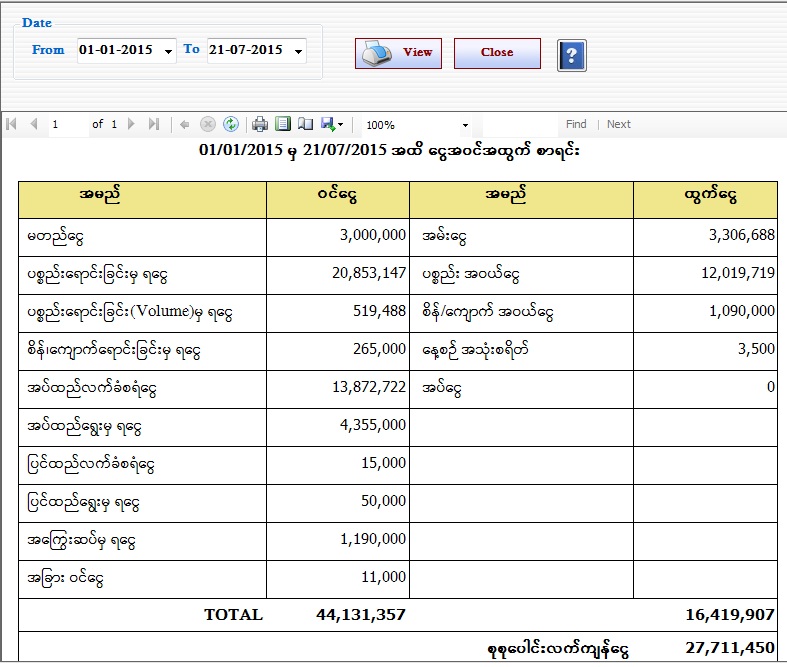 Date
From 01-01-2015 To 21-07-2015 View Close ?
1 of 1 100% Find | Next
01/01/2015 မှ 21/07/2015 အထိ ငွေအဝင်အထွက် စာရင်း
အမည် ဝင်ငွေ အမည် ထွက်ငွေ
မတည်ငွေ 3,000,000 အမ်းငွေ 3,306,688
ပစ္စည်းရောင်းခြင်းမှ ရငွေ 20,853,147 ပစ္စည်း အဝယ်ငွေ 12,019,719
ပစ္စည်းရောင်းခြင်း(Volume)မှ ရငွေ 519,488 စိန်/ကျောက် အဝယ်ငွေ 1,090,000
စိန်၊ကျောက်ရောင်းခြင်းမှ ရငွေ 265,000 နေ့စဉ် အသုံးစရိတ် 3,500
အပ်ထည်လက်ခံစရံငွေ 13,872,722 အပ်ငွေ 0
အပ်ထည်ရွေးမှ ရငွေ 4,355,000
ပြင်ထည်လက်ခံစရံငွေ 15,000
ပြင်ထည်ရွေးမှ ရငွေ 50,000
အကြွေးဆပ်မှ ရငွေ 1,190,000
အခြား ဝင်ငွေ 11,000
TOTAL 44,131,357 16,419,907
စုစုပေါင်းလက်ကျန်ငွေ 27,711,450